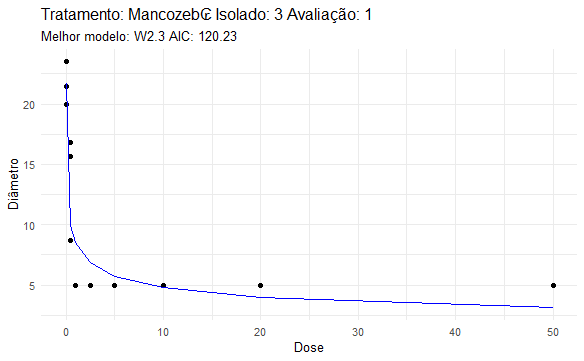 Tratamento: Mancozeb₢ Isolado: 3 Avaliação: 1
Melhor modelo: W2.3 AIC: 120.23
Diâmetro
20
15
10
5
0
10
20
30
40
50
Dose